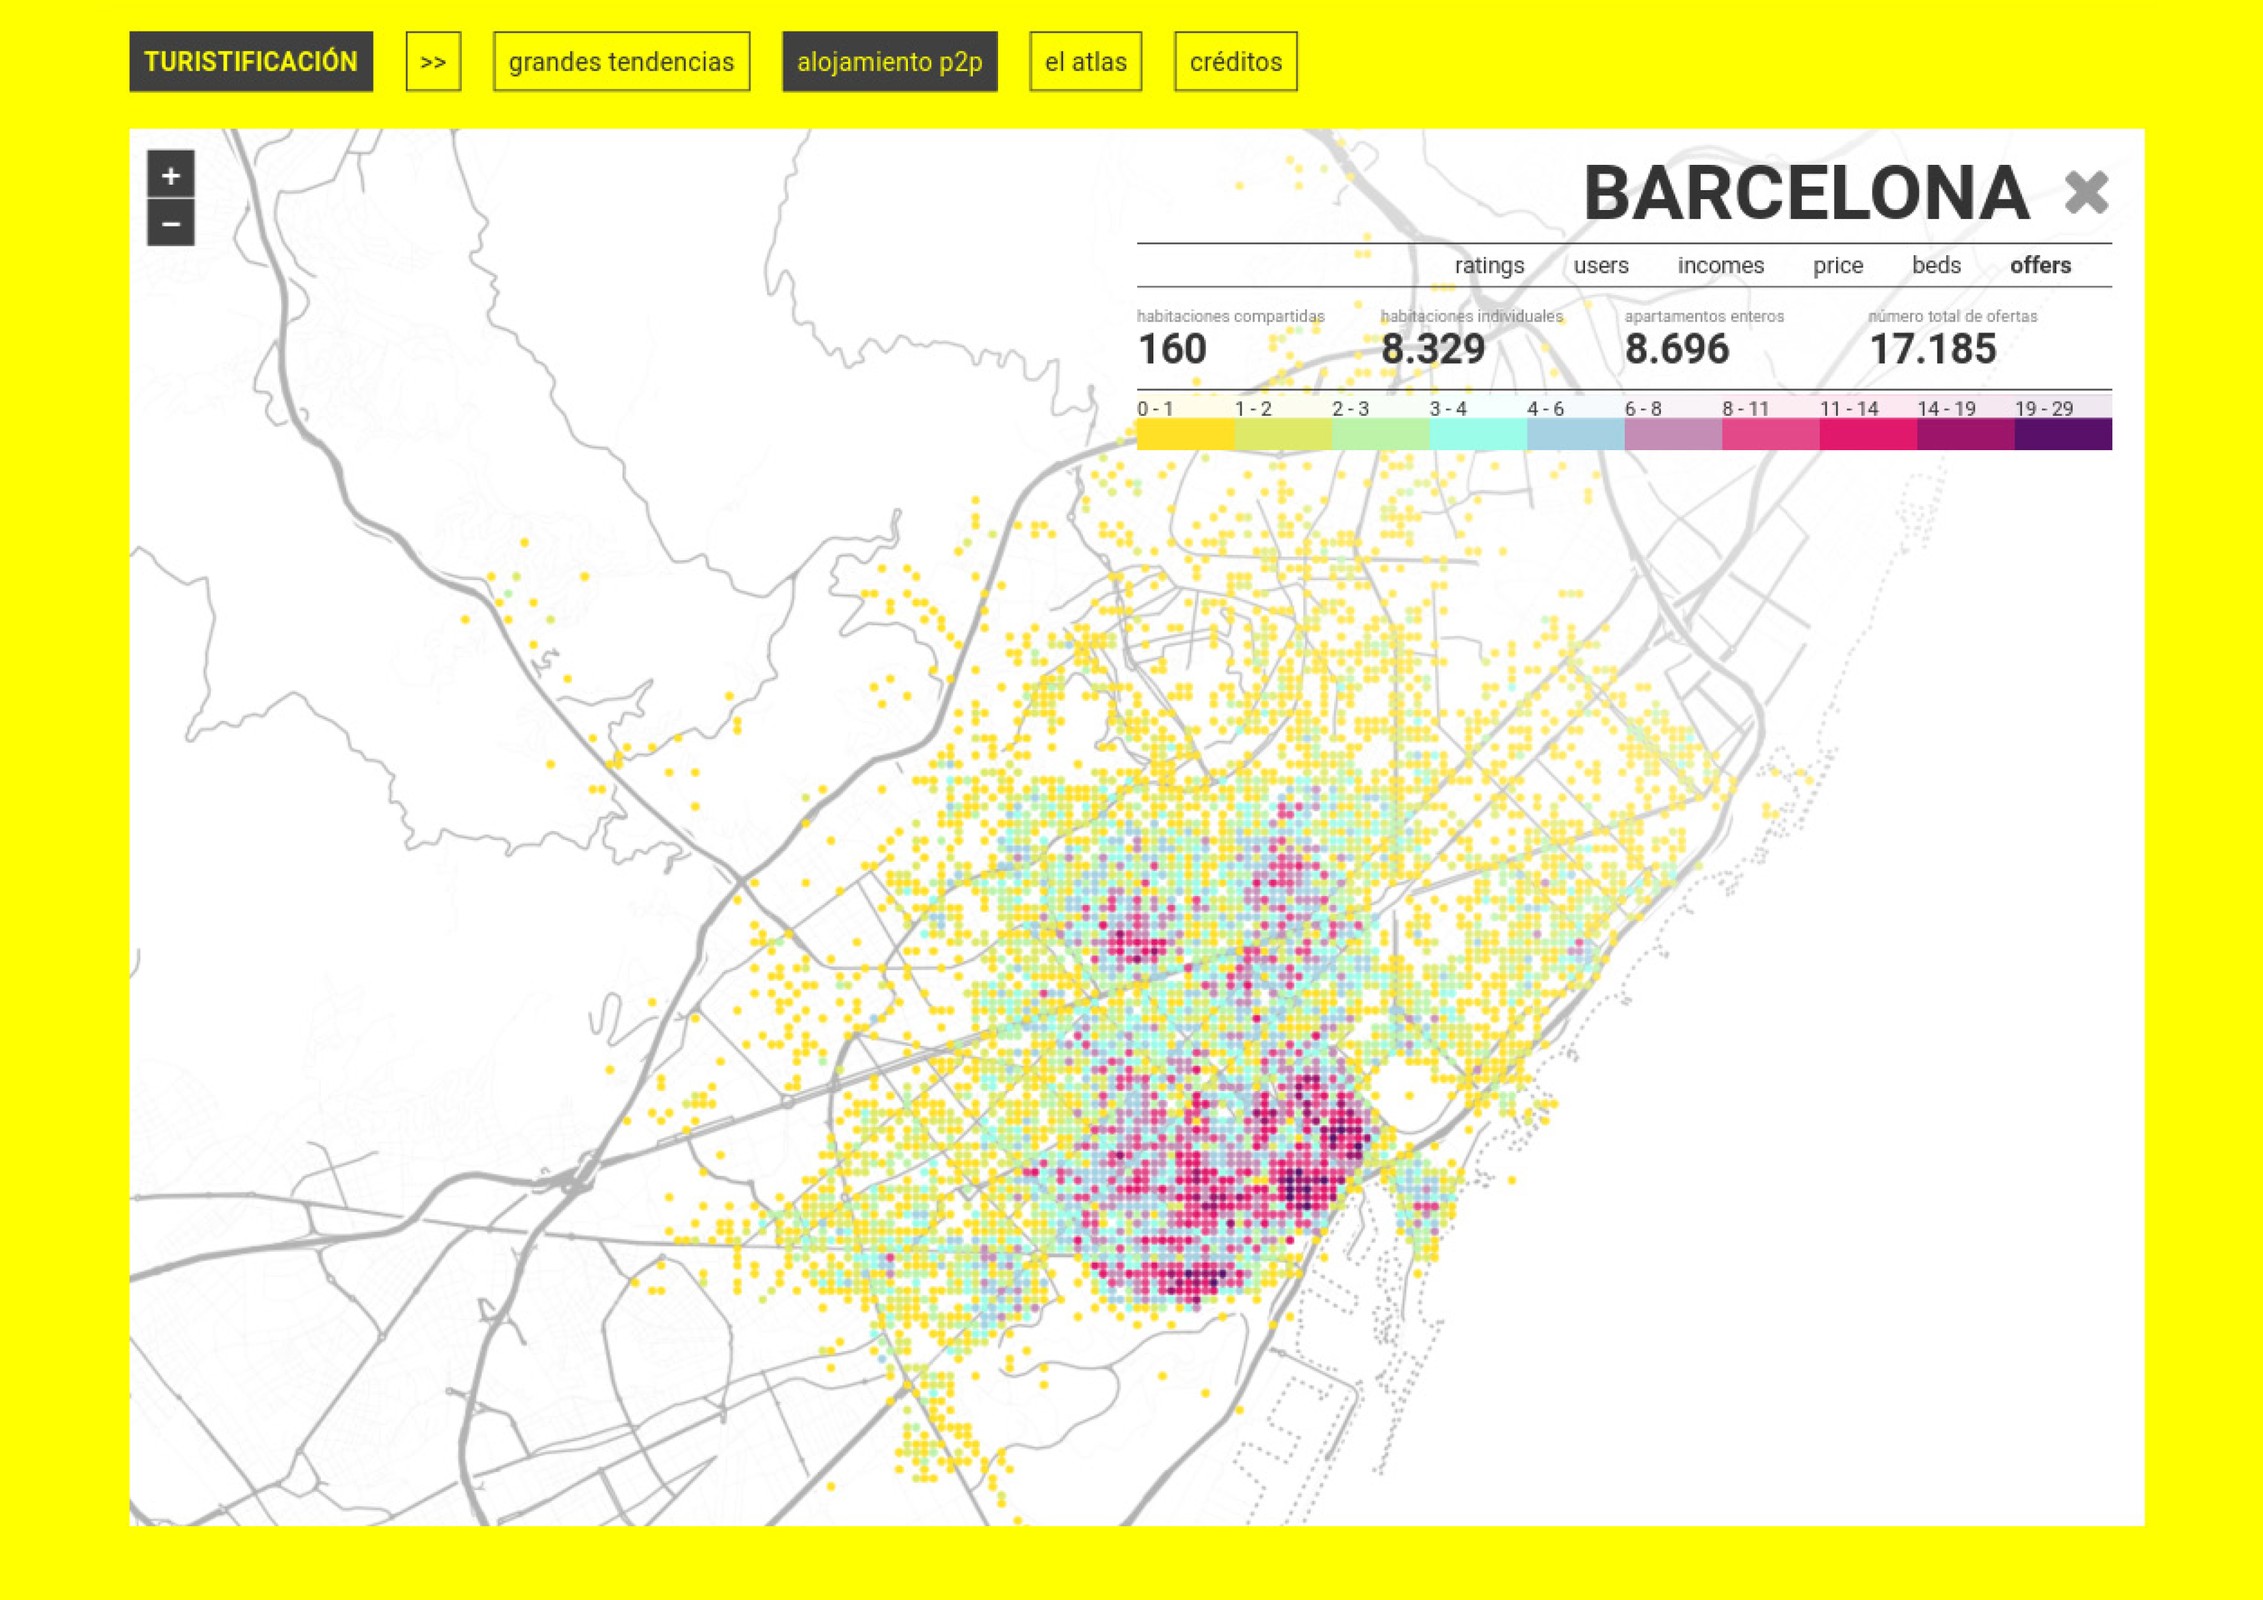 TURISTIFICACIÓN >> grandes tendencias alojamiento p2p el atlas créditos
+
−
BARCELONA
ratings users incomes price beds offers
habitaciones compartidas habitaciones individuales apartamentos enteros número total de ofertas
160 8.329 8.696 17.185
0 - 1 1 - 2 2 - 3 3 - 4 4 - 6 6 - 8 8 - 11 11 - 14 14 - 19 19 - 29